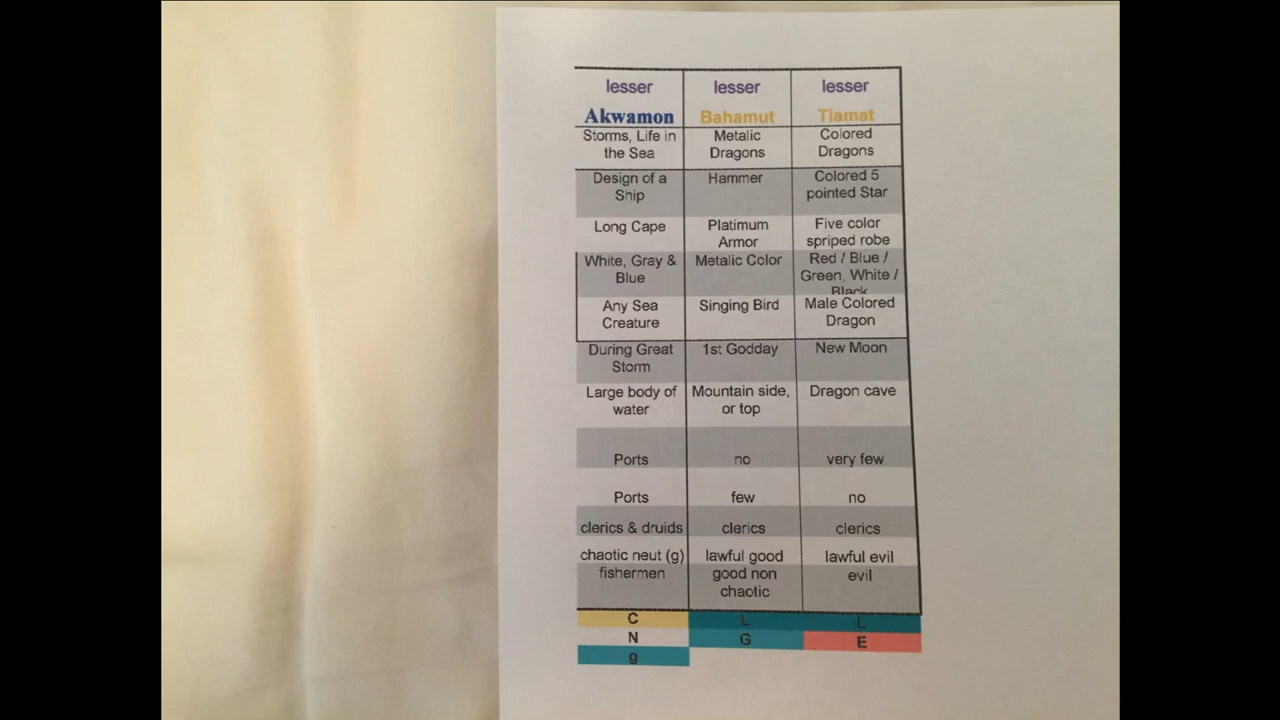 lesser lesser lesser
Akwamon Bahamut Tiamat
Storms, Life in Metalic Colored
the Sea Dragons Dragons
Design of a Hammer Colored 5
Ship pointed Star
Long Cape Platimum Five color
Armor spriped robe
White, Gray & Metalic Color Red / Blue /
Blue Green, White /
Black
Any Sea Singing Bird Male Colored
Creature Dragon
During Great 1st Godday New Moon
Storm
Large body of Mountain side, Dragon cave
water or top
Ports no very few
Ports few no
clerics & druids clerics clerics
chaotic neut (g) lawful good lawful evil
fishermen good non evil
chaotic
C L L
N G E
g